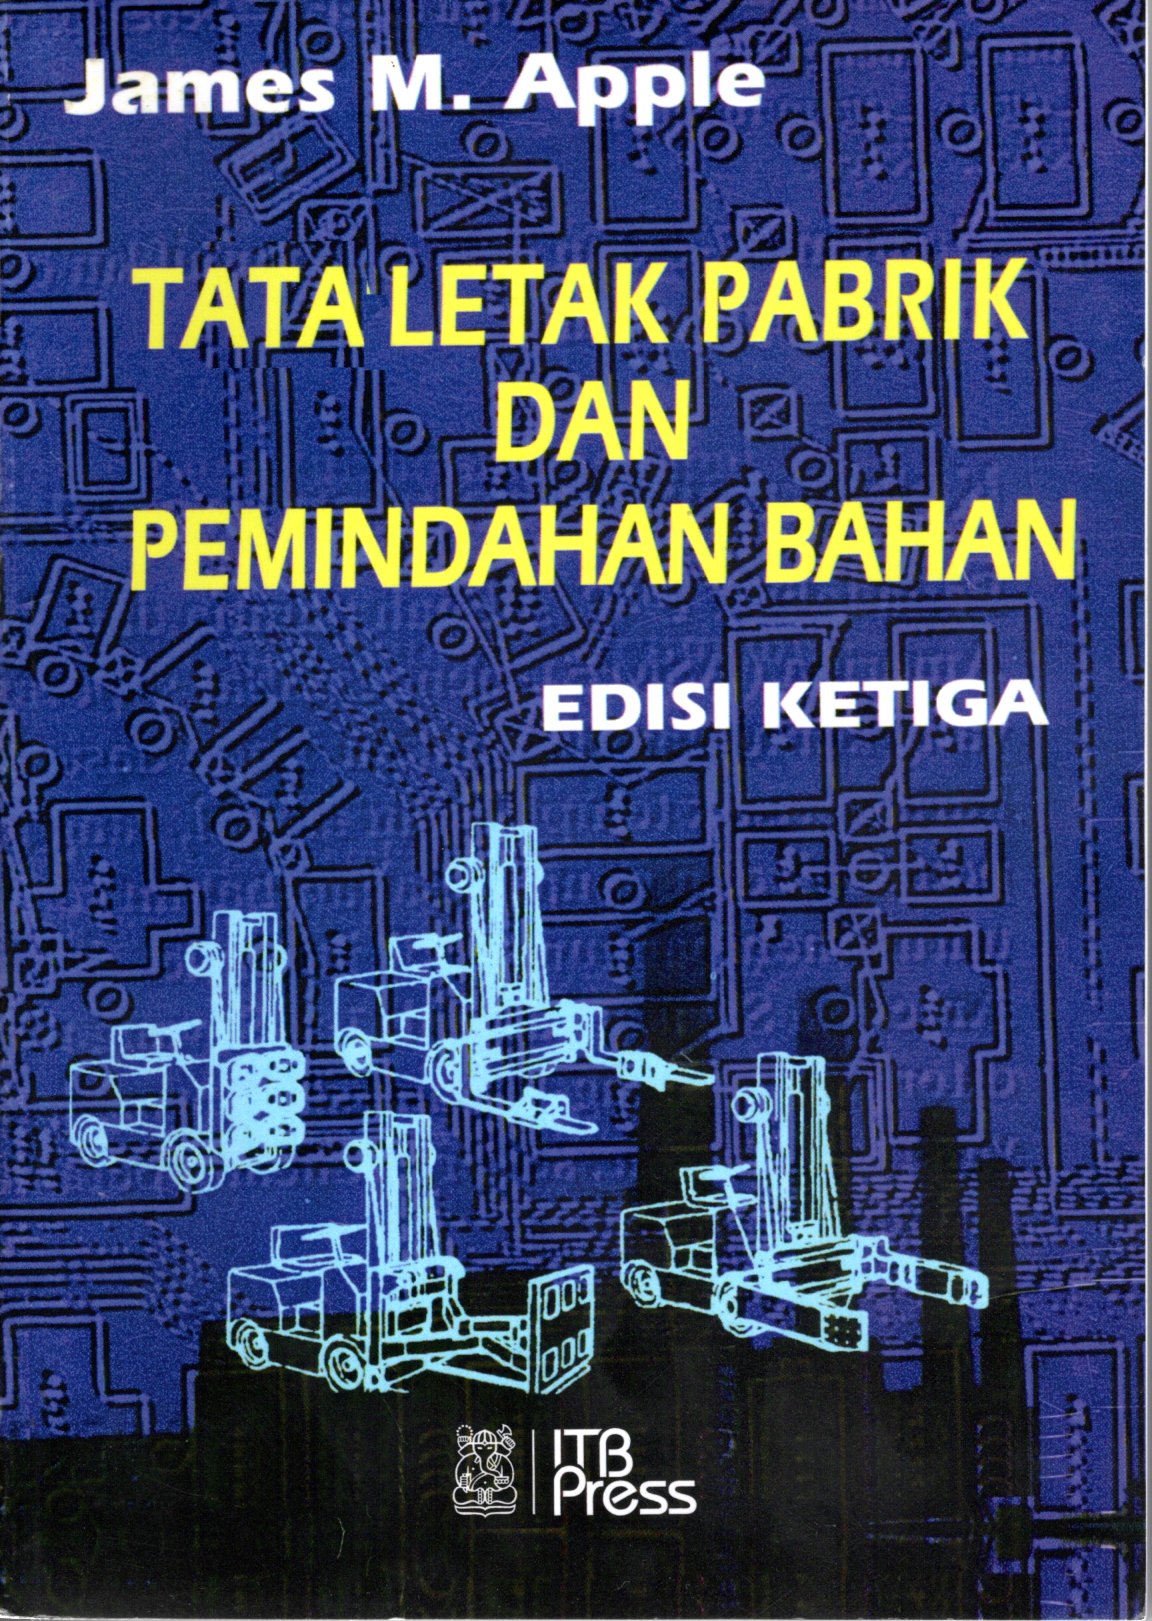 James M. Apple
TATA LETAK PABRIK
DAN
PEMINDAHAN BAHAN
EDISI KETIGA
ITB
Press